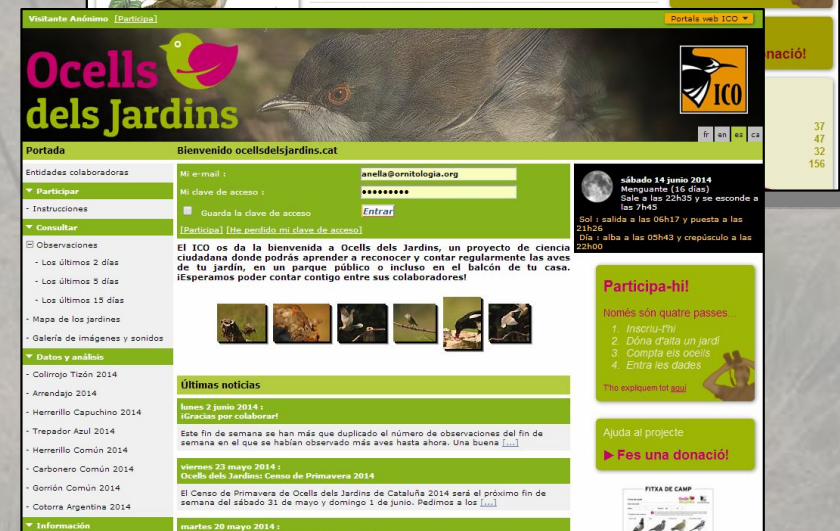 nació!
37
47
32
156
Visitante Anónimo [Participa]
Portals web ICO ▼
Ocells
dels Jardins
ICO
fr en es ca
Portada
Bienvenido ocellsdelsjardins.cat
Entidades colaboradoras
▼ Participar
- Instrucciones
▼ Consultar
Observaciones
- Los últimos 2 días
- Los últimos 5 días
- Los últimos 15 días
- Mapa de los jardines
- Galería de imágenes y sonidos
▼ Datos y análisis
- Colirrojo Tizón 2014
- Arrendajo 2014
- Herrerillo Capuchino 2014
- Trepador Azul 2014
- Herrerillo Común 2014
- Carbonero Común 2014
- Gorrión Común 2014
- Cotorra Argentina 2014
▼ Información
Mi e-mail :
anella@ornitologia.org
Mi clave de acceso :
•••••••••
Guarda la clave de acceso
Entrar
[Participa] [He perdido mi clave de acceso]
El ICO os da la bienvenida a Ocells dels Jardins, un proyecto de ciencia
ciudadana donde podrás aprender a reconocer y contar regularmente las aves
de tu jardín, en un parque público o incluso en el balcón de tu casa.
¡Esperamos poder contar contigo entre sus colaboradores!
Últimas noticias
lunes 2 junio 2014 :
¡Gracias por colaborar!
Este fin de semana se han más que duplicado el número de observaciones del fin de
semana en el que se habían observado más aves hasta ahora. Una buena [...]
viernes 23 mayo 2014 :
Ocells dels Jardins: Censo de Primavera 2014
El Censo de Primavera de Ocells dels Jardins de Cataluña 2014 será el próximo fin de
semana del sábado 31 de mayo y domingo 1 de junio. Pedimos a los [...]
martes 20 mayo 2014 :
sábado 14 junio 2014
Menguante (16 días)
Sale a las 22h35 y se esconde a
las 7h45
Sol : salida a las 06h17 y puesta a las
21h26
Día : alba a las 05h43 y crepúsculo a las
22h00
Participa-hi!
Només són quatre passes...
1. Inscriu-t'hi
2. Dóna d'alta un jardí
3. Compta els ocells
4. Entra les dades
T'ho expliquem tot aquí
Ajuda al projecte
▶ Fes una donació!
FITXA DE CAMP